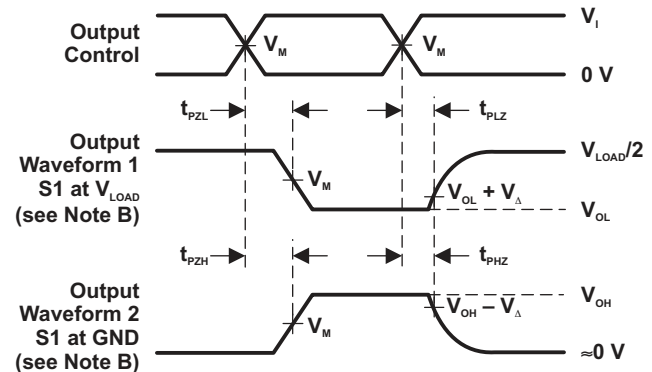 Output
Control
V_M
V_M
V_I
0 V
t_PZL
t_PLZ
Output
Waveform 1
S1 at V_LOAD
(see Note B)
V_M
V_OL + V_Δ
V_LOAD/2
V_OL
t_PZH
t_PHZ
Output
Waveform 2
S1 at GND
(see Note B)
V_M
V_OH – V_Δ
V_OH
≈0 V